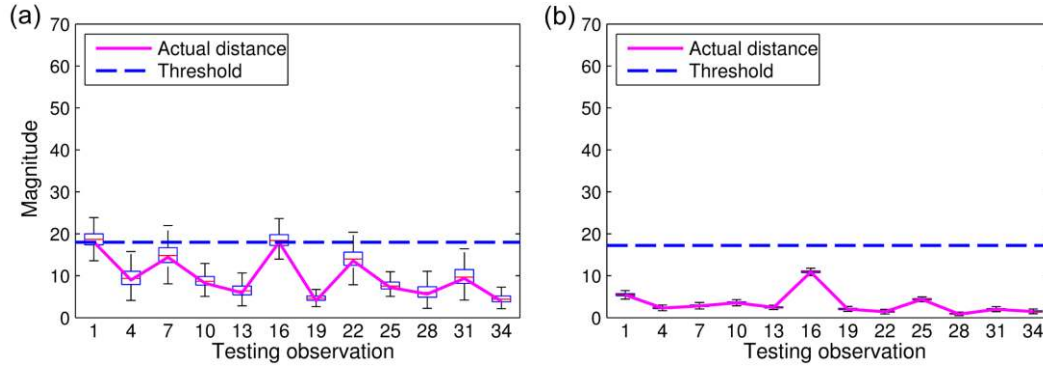 (a)
70
60
50
40
30
20
10
0
Magnitude
Actual distance
Threshold
1 4 7 10 13 16 19 22 25 28 31 34
Testing observation
(b)
70
60
50
40
30
20
10
0
Actual distance
Threshold
1 4 7 10 13 16 19 22 25 28 31 34
Testing observation